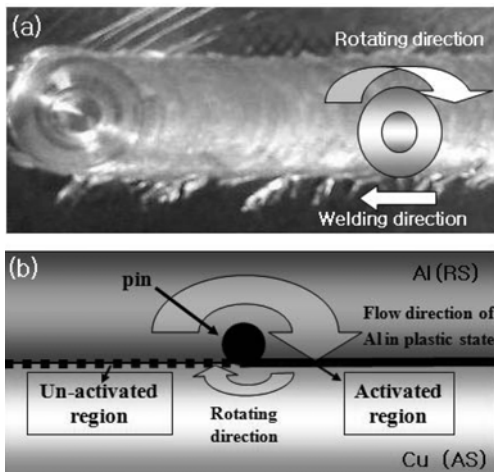 (a)
Rotating direction
Welding direction
(b)
Al (RS)
pin
Flow direction of
Al in plastic state
Un-activated
region
Rotating
direction
Activated
region
Cu (AS)